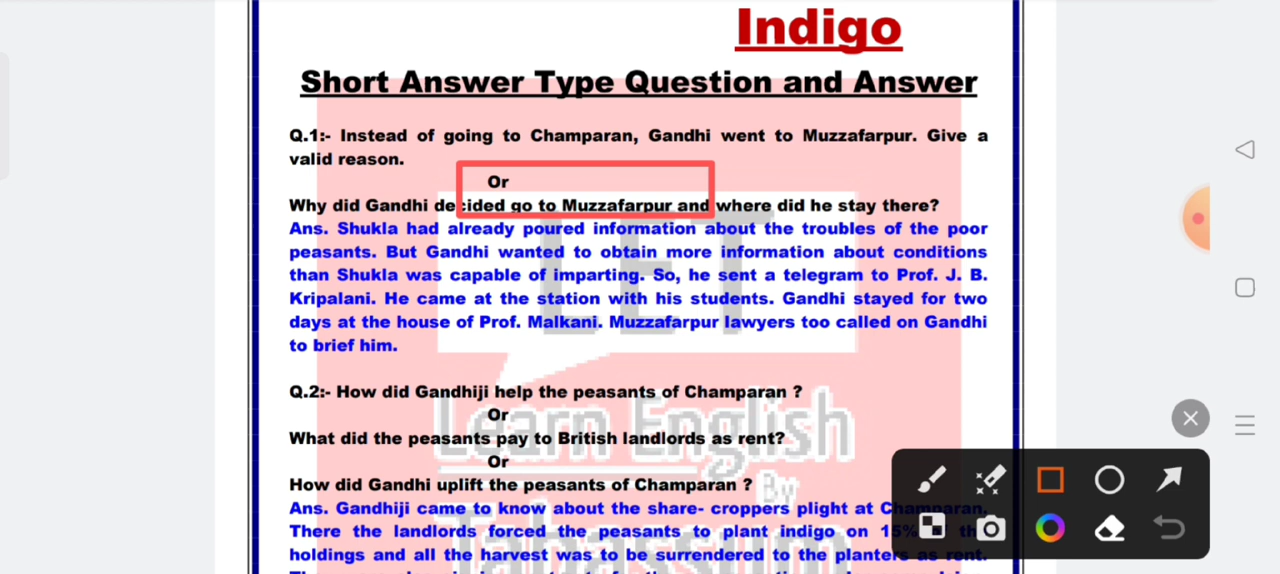 Indigo
Short Answer Type Question and Answer
Q.1:- Instead of going to Champaran, Gandhi went to Muzzafarpur. Give a
valid reason.
Or
Why did Gandhi decided go to Muzzafarpur and where did he stay there?
Ans. Shukla had already poured information about the troubles of the poor
peasants. But Gandhi wanted to obtain more information about conditions
than Shukla was capable of imparting. So, he sent a telegram to Prof. J. B.
Kripalani. He came at the station with his students. Gandhi stayed for two
days at the house of Prof. Malkani. Muzzafarpur lawyers too called on Gandhi
to brief him.
Q.2:- How did Gandhiji help the peasants of Champaran ?
Or
What did the peasants pay to British landlords as rent?
Or
How did Gandhi uplift the peasants of Champaran ?
Ans. Gandhiji came to know about the share- croppers plight at Champaran.
There the landlords forced the peasants to plant indigo on 15% the
holdings and all the harvest was to be surrendered to the planters as rent.
LET
Learn English
By
Tabassum